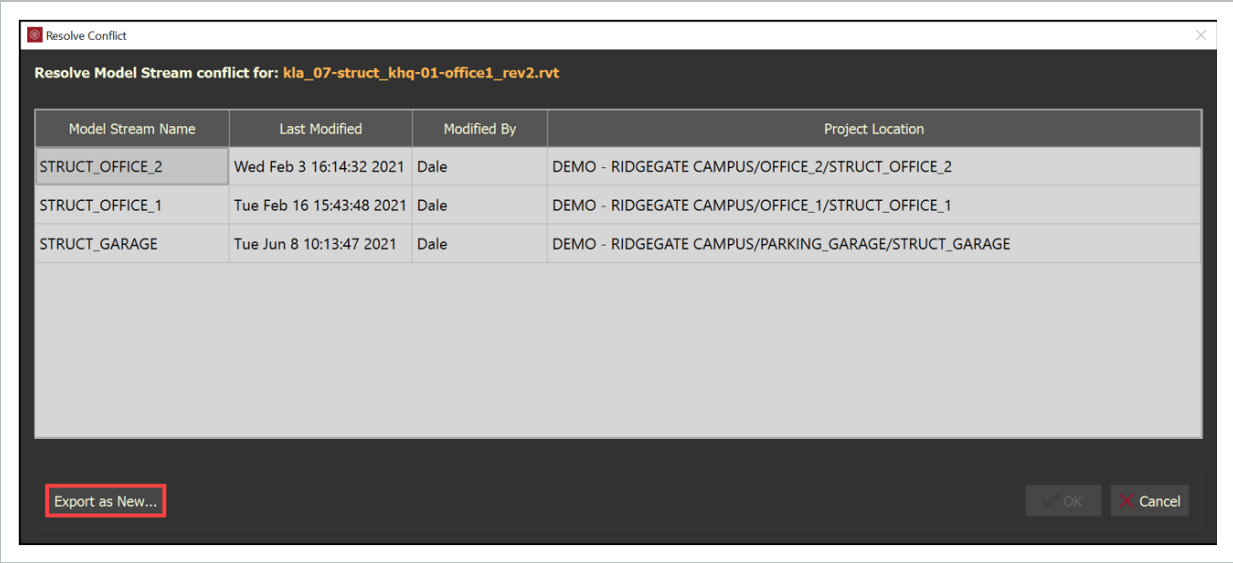 Resolve Conflict
Resolve Model Stream conflict for: kla_07-struct_khq-01-office1_rev2.rvt
Model Stream Name Last Modified Modified By Project Location
STRUCT_OFFICE_2 Wed Feb 3 16:14:32 2021 Dale DEMO - RIDGEGATE CAMPUS/OFFICE_2/STRUCT_OFFICE_2
STRUCT_OFFICE_1 Tue Feb 16 15:43:48 2021 Dale DEMO - RIDGEGATE CAMPUS/OFFICE_1/STRUCT_OFFICE_1
STRUCT_GARAGE Tue Jun 8 10:13:47 2021 Dale DEMO - RIDGEGATE CAMPUS/PARKING_GARAGE/STRUCT_GARAGE
Export as New... OK Cancel